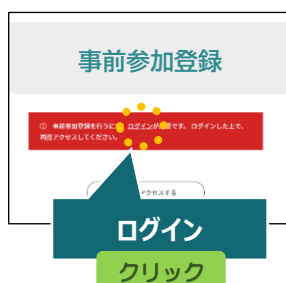 事前参加登録
① 事前参加登録を行うに ログインが 要です。ログインした上で、
再度アクセスしてください。
アクセスする
ログイン
クリック